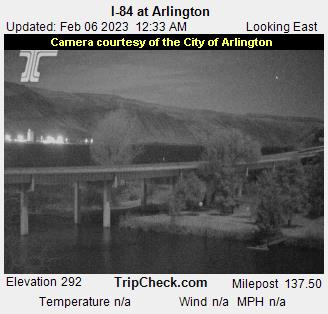 I-84 at Arlington
Updated: Feb 06 2023 12:33 AM Looking East
Camera courtesy of the City of Arlington
Elevation 292 TripCheck.com Milepost 137.50
Temperature n/a Wind n/a MPH n/a